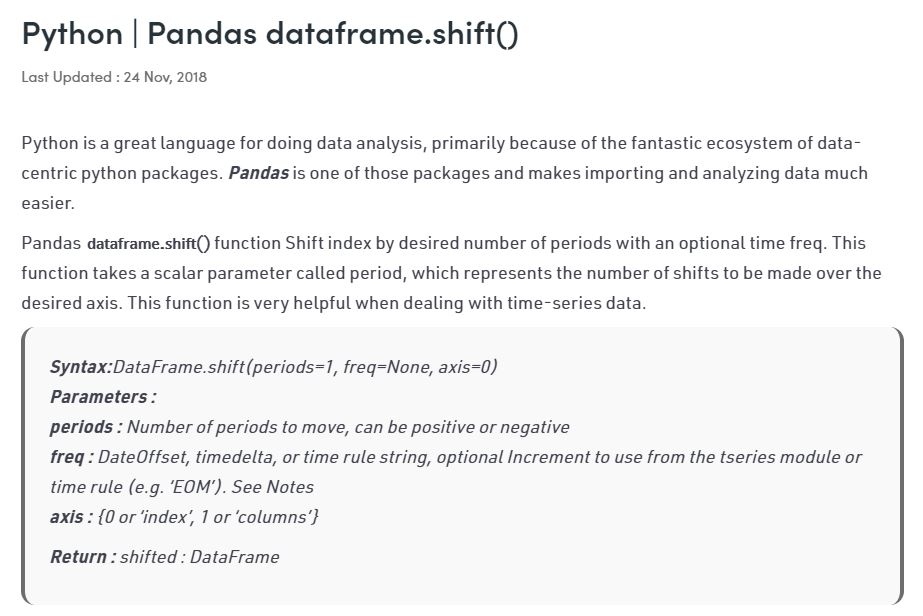 Python | Pandas dataframe.shift()
Last Updated : 24 Nov, 2018
Python is a great language for doing data analysis, primarily because of the fantastic ecosystem of data-
centric python packages. Pandas is one of those packages and makes importing and analyzing data much
easier.
Pandas dataframe.shift() function Shift index by desired number of periods with an optional time freq. This
function takes a scalar parameter called period, which represents the number of shifts to be made over the
desired axis. This function is very helpful when dealing with time-series data.
Syntax:DataFrame.shift(periods=1, freq=None, axis=0)
Parameters :
periods : Number of periods to move, can be positive or negative
freq : DateOffset, timedelta, or time rule string, optional Increment to use from the tseries module or
time rule (e.g. ‘EOM’). See Notes
axis : {0 or ‘index’, 1 or ‘columns’}
Return : shifted : DataFrame